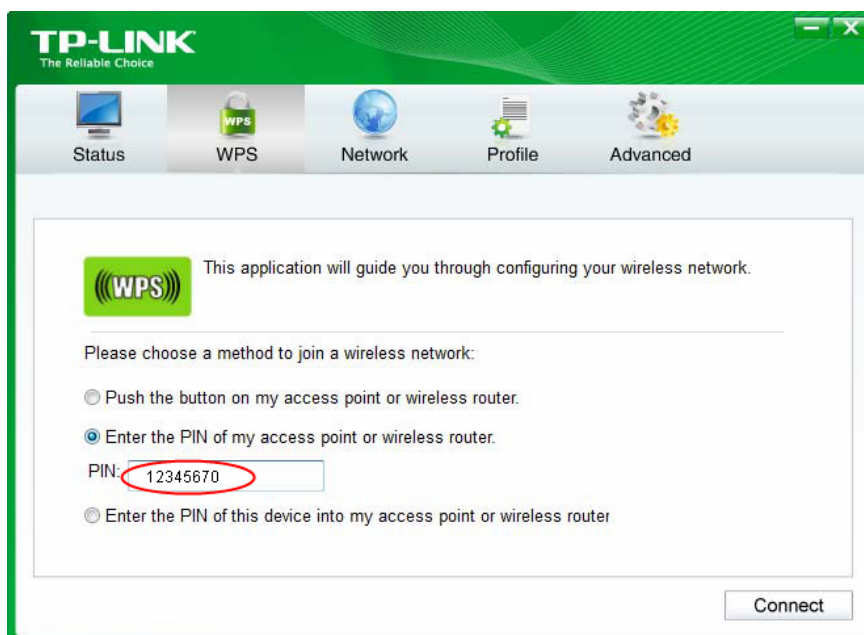 TP-LINK
The Reliable Choice
Status WPS Network Profile Advanced
WPS
This application will guide you through configuring your wireless network.
Please choose a method to join a wireless network:
Push the button on my access point or wireless router.
Enter the PIN of my access point or wireless router.
PIN: 12345670
Enter the PIN of this device into my access point or wireless router
Connect